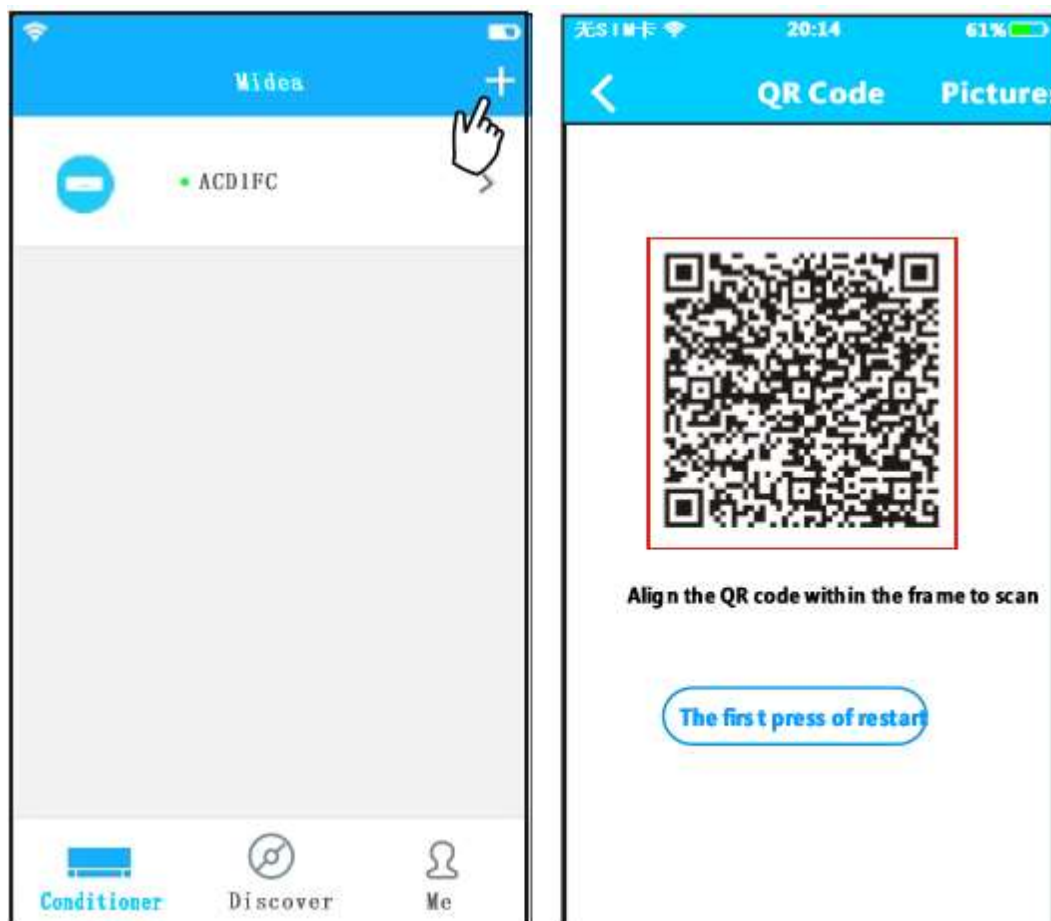 Midea
ACD1FC
Conditioner
Discover
Me
无SIM卡 20:14 61%
QR Code Picture
Align the QR code within the frame to scan
The first press of restart